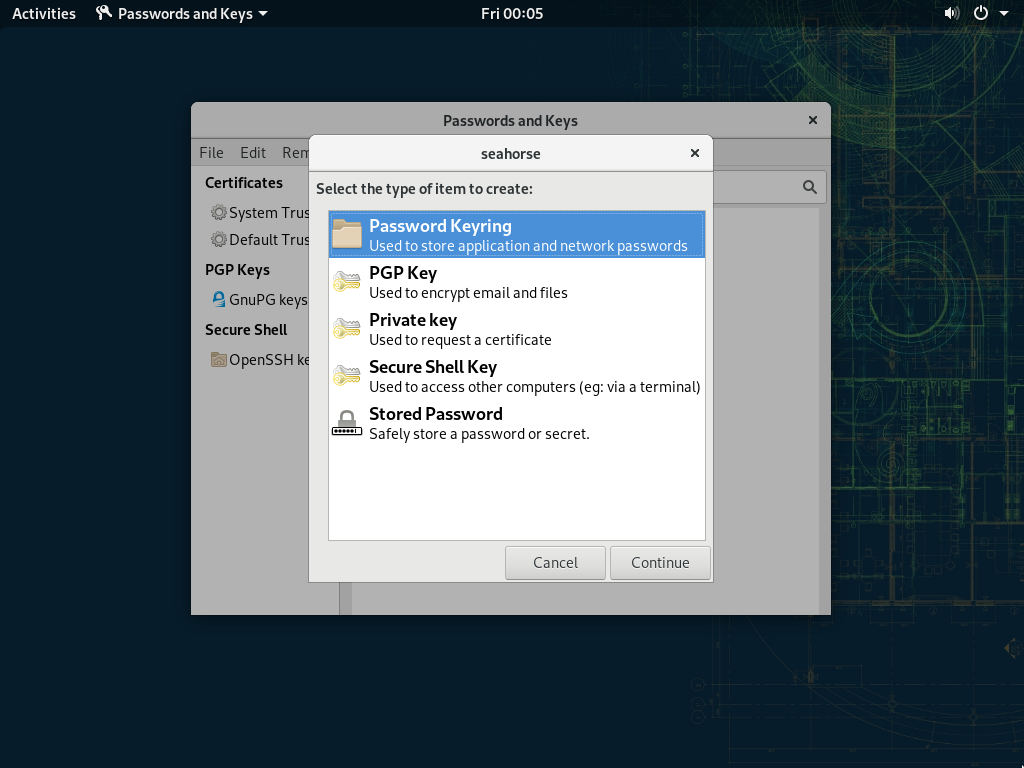 Activities
Passwords and Keys
Fri 00:05
Passwords and Keys
File Edit Rem
seahorse
Select the type of item to create:
Certificates
System Trus
Default Trus
PGP Keys
GnuPG keys
Secure Shell
OpenSSH ke
Password Keyring
Used to store application and network passwords
PGP Key
Used to encrypt email and files
Private key
Used to request a certificate
Secure Shell Key
Used to access other computers (eg: via a terminal)
Stored Password
Safely store a password or secret.
Cancel
Continue